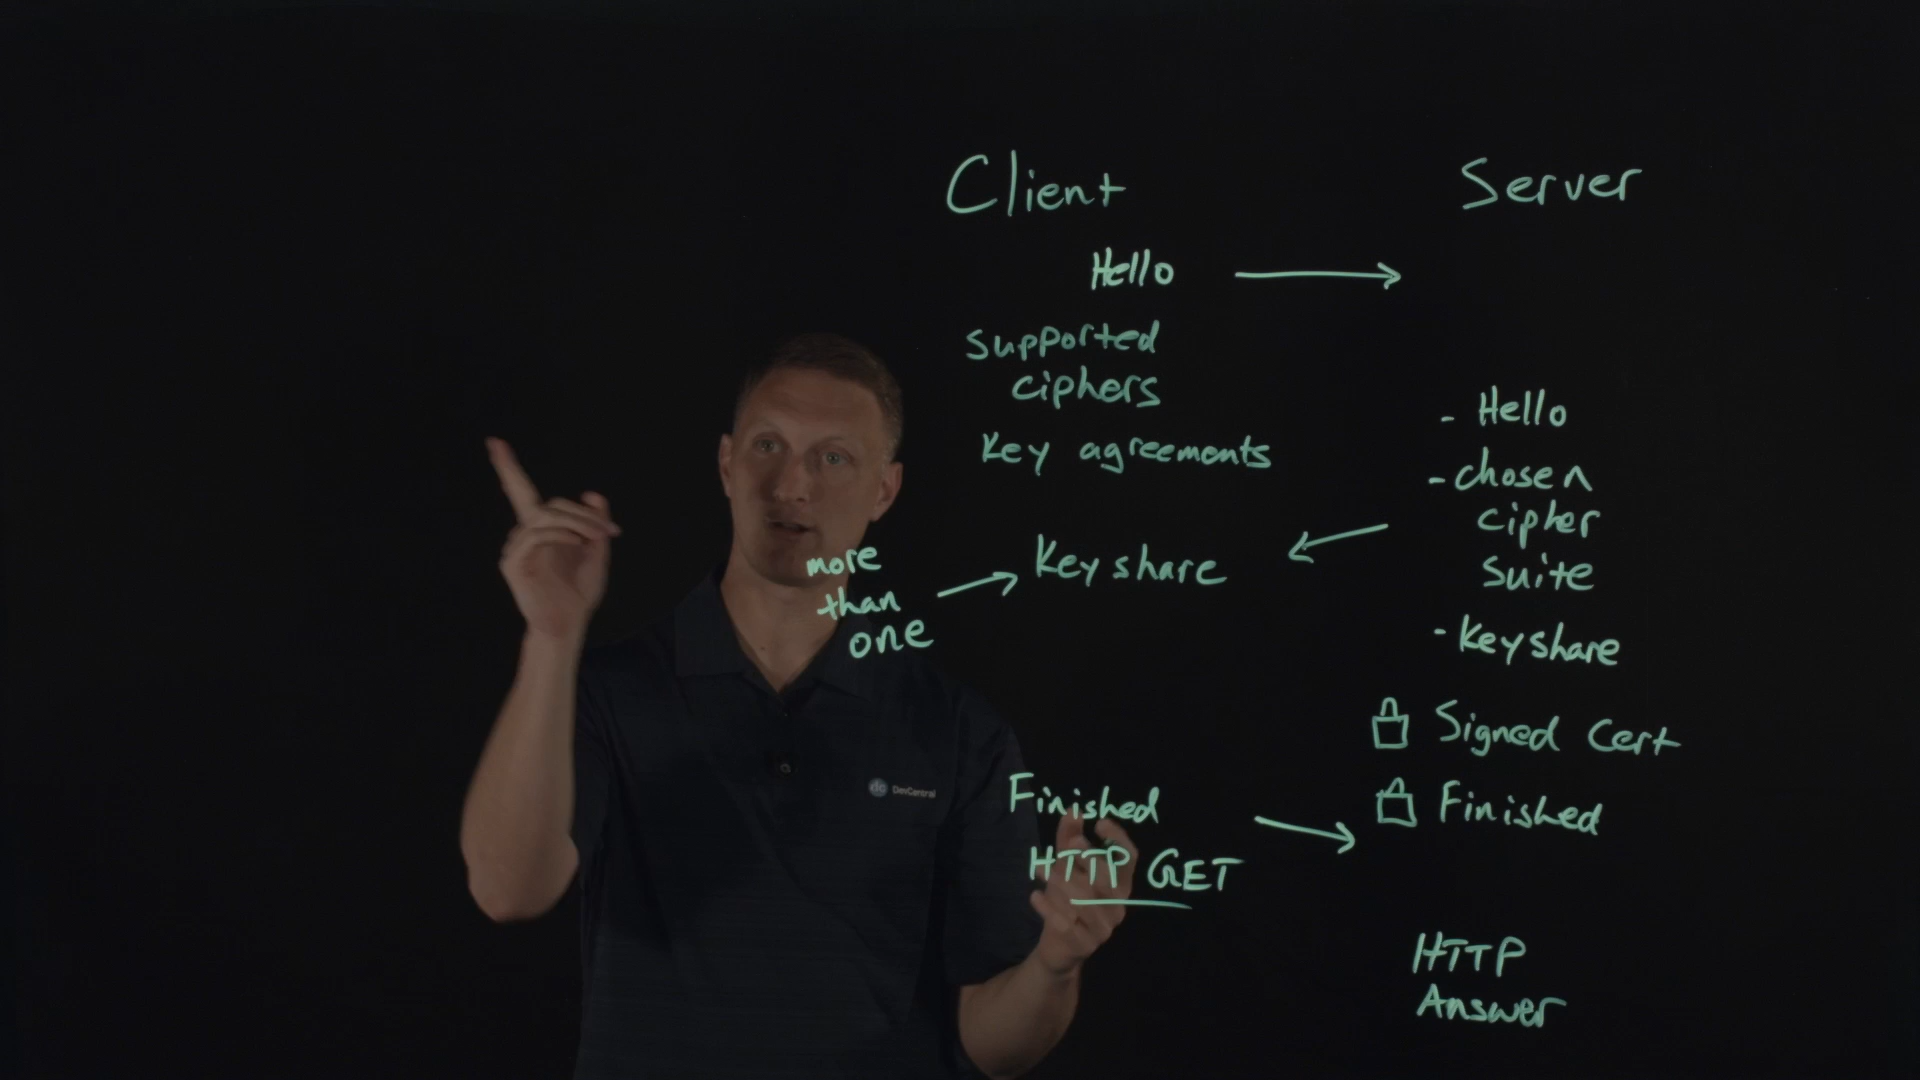 Client
Server
Hello
Supported
ciphers
Key agreements
- Hello
- chosen
cipher
suite
- Keyshare
Key share
more
than
one
Signed Cert
Finished
DevCentral
Finished
HTTP GET
HTTP
Answer